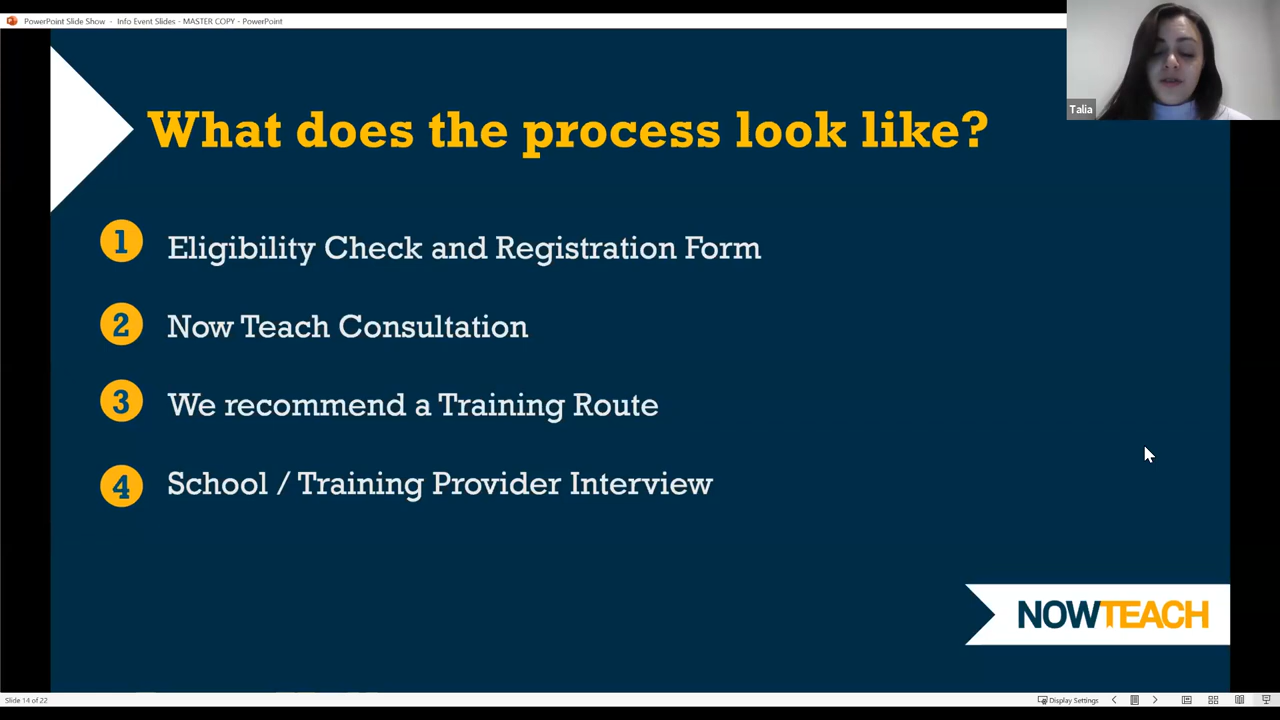 PowerPoint Slide Show - Info Event Slides - MASTER COPY - PowerPoint
Talia
What does the process look like?
1 Eligibility Check and Registration Form
2 Now Teach Consultation
3 We recommend a Training Route
4 School / Training Provider Interview
NOWTEACH
Slide 14 of 22
Display Settings